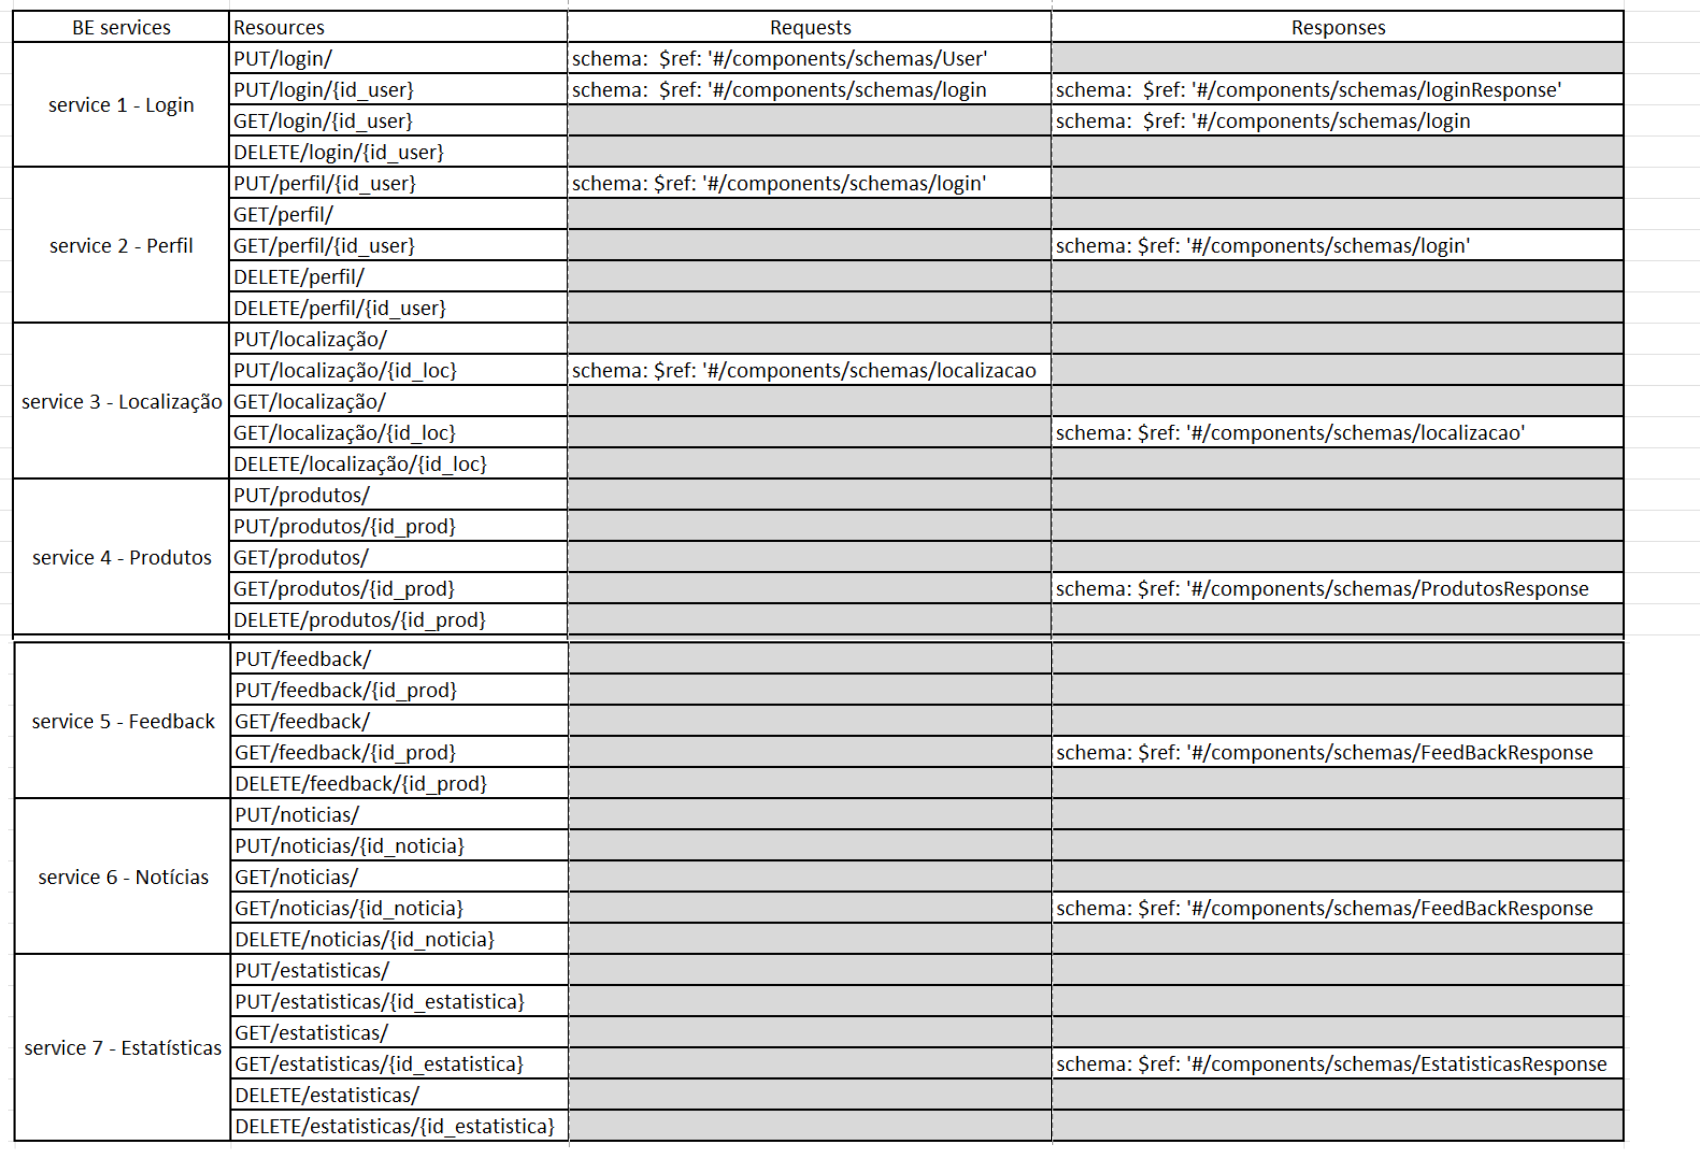 BE services Resources Requests Responses
service 1 - Login
PUT/login/ schema:  $ref: '#/components/schemas/User'
PUT/login/{id_user} schema:  $ref: '#/components/schemas/login schema:  $ref: '#/components/schemas/loginResponse'
GET/login/{id_user} schema:  $ref: '#/components/schemas/login
DELETE/login/{id_user}
service 2 - Perfil
PUT/perfil/{id_user} schema: $ref: '#/components/schemas/login'
GET/perfil/
GET/perfil/{id_user} schema: $ref: '#/components/schemas/login'
DELETE/perfil/
DELETE/perfil/{id_user}
service 3 - Localização
PUT/localização/
PUT/localização/{id_loc} schema: $ref: '#/components/schemas/localizacao
GET/localização/
GET/localização/{id_loc} schema: $ref: '#/components/schemas/localizacao'
DELETE/localização/{id_loc}
service 4 - Produtos
PUT/produtos/
PUT/produtos/{id_prod}
GET/produtos/
GET/produtos/{id_prod} schema: $ref: '#/components/schemas/ProdutosResponse
DELETE/produtos/{id_prod}
service 5 - Feedback
PUT/feedback/
PUT/feedback/{id_prod}
GET/feedback/
GET/feedback/{id_prod} schema: $ref: '#/components/schemas/FeedBackResponse
DELETE/feedback/{id_prod}
service 6 - Notícias
PUT/noticias/
PUT/noticias/{id_noticia}
GET/noticias/
GET/noticias/{id_noticia} schema: $ref: '#/components/schemas/FeedBackResponse
DELETE/noticias/{id_noticia}
service 7 - Estatísticas
PUT/estatisticas/
PUT/estatisticas/{id_estatistica}
GET/estatisticas/
GET/estatisticas/{id_estatistica} schema: $ref: '#/components/schemas/EstatisticasResponse
DELETE/estatisticas/
DELETE/estatisticas/{id_estatistica}